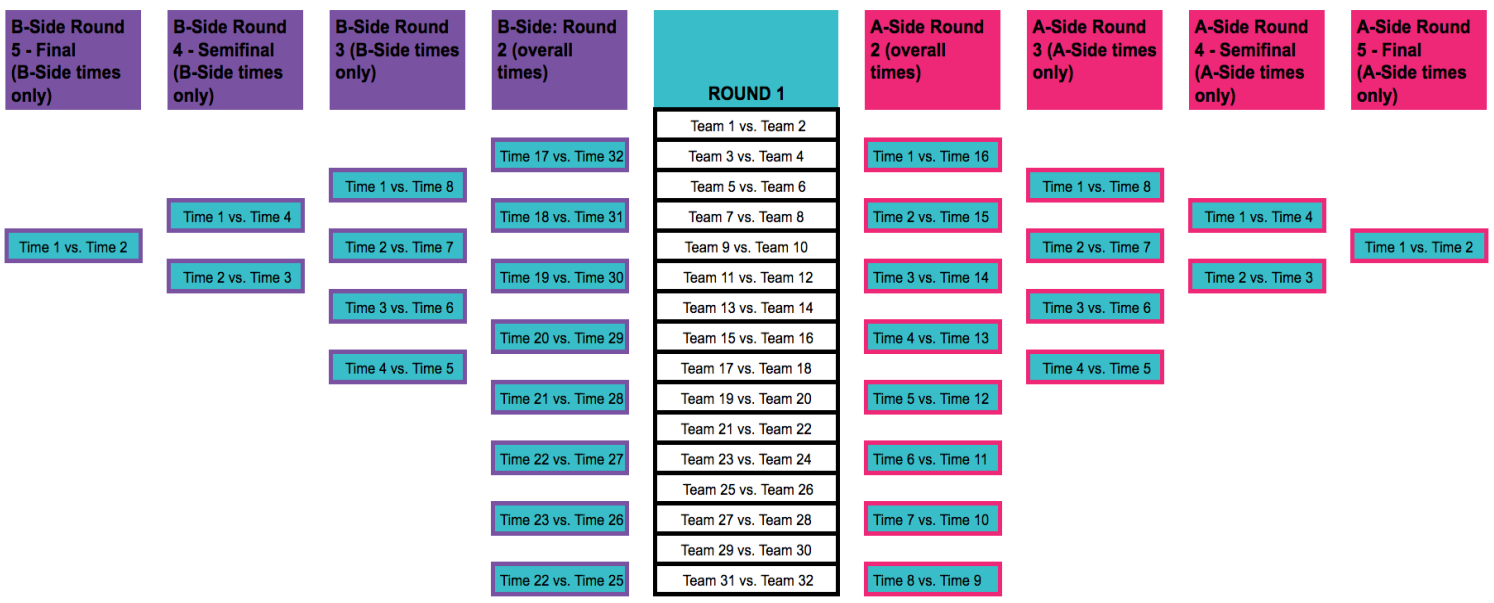 B-Side Round
5 - Final
(B-Side times
only)
B-Side Round
4 - Semifinal
(B-Side times
only)
B-Side Round
3 (B-Side times
only)
B-Side: Round
2 (overall
times)
ROUND 1
A-Side Round
2 (overall
times)
A-Side Round
3 (A-Side times
only)
A-Side Round
4 - Semifinal
(A-Side times
only)
A-Side Round
5 - Final
(A-Side times
only)
Team 1 vs. Team 2
Time 17 vs. Time 32
Team 3 vs. Team 4
Time 1 vs. Time 16
Time 1 vs. Time 8
Team 5 vs. Team 6
Time 1 vs. Time 8
Time 1 vs. Time 4
Time 18 vs. Time 31
Team 7 vs. Team 8
Time 2 vs. Time 15
Time 1 vs. Time 4
Time 1 vs. Time 2
Time 2 vs. Time 7
Team 9 vs. Team 10
Time 2 vs. Time 7
Time 1 vs. Time 2
Time 2 vs. Time 3
Time 19 vs. Time 30
Team 11 vs. Team 12
Time 3 vs. Time 14
Time 2 vs. Time 3
Time 3 vs. Time 6
Team 13 vs. Team 14
Time 3 vs. Time 6
Time 20 vs. Time 29
Team 15 vs. Team 16
Time 4 vs. Time 13
Time 4 vs. Time 5
Team 17 vs. Team 18
Time 4 vs. Time 5
Time 21 vs. Time 28
Team 19 vs. Team 20
Time 5 vs. Time 12
Team 21 vs. Team 22
Time 22 vs. Time 27
Team 23 vs. Team 24
Time 6 vs. Time 11
Team 25 vs. Team 26
Time 23 vs. Time 26
Team 27 vs. Team 28
Time 7 vs. Time 10
Team 29 vs. Team 30
Time 22 vs. Time 25
Team 31 vs. Team 32
Time 8 vs. Time 9